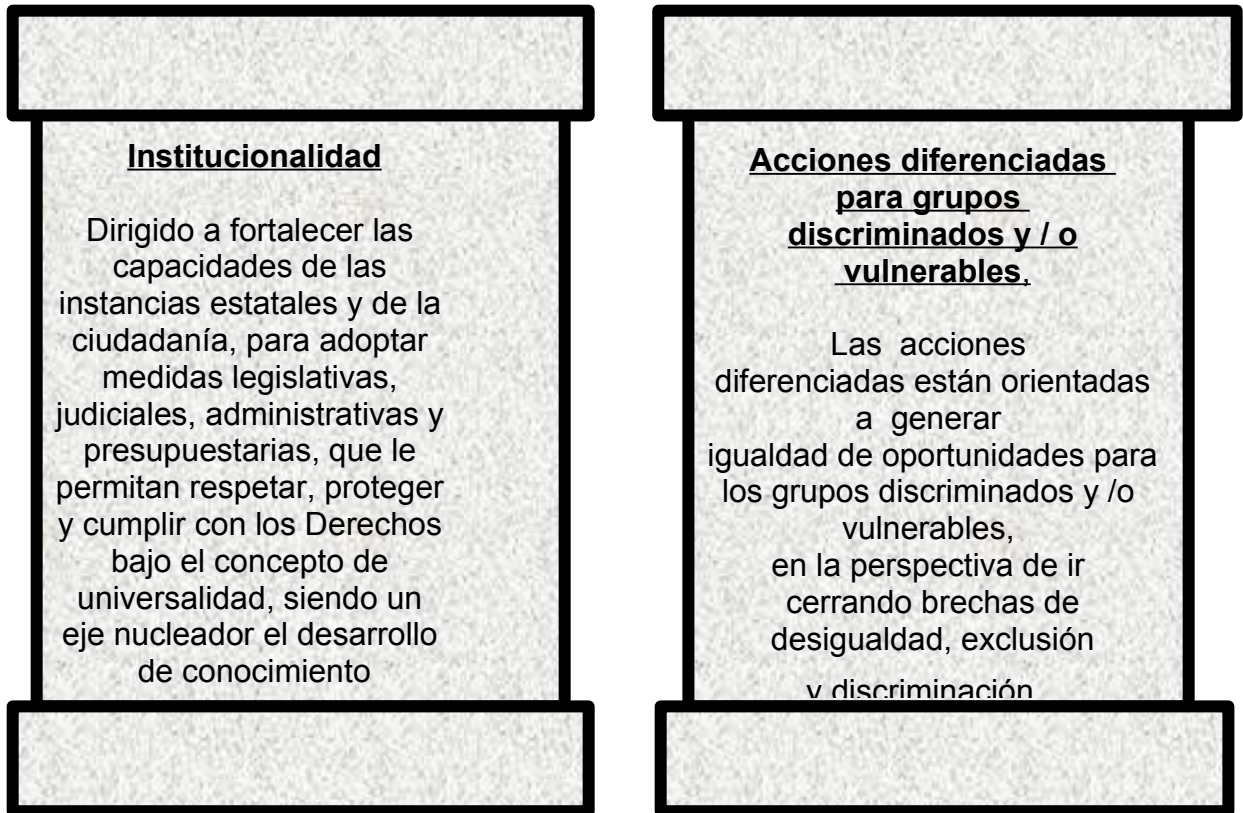 Institucionalidad
Dirigido a fortalecer las
capacidades de las
instancias estatales y de la
ciudadanía, para adoptar
medidas legislativas,
judiciales, administrativas y
presupuestarias, que le
permitan respetar, proteger
y cumplir con los Derechos
bajo el concepto de
universalidad, siendo un
eje nucleador el desarrollo
de conocimiento
Acciones diferenciadas
para grupos
discriminados y / o
vulnerables,
Las acciones
diferenciadas están orientadas
a generar
igualdad de oportunidades para
los grupos discriminados y /o
vulnerables,
en la perspectiva de ir
cerrando brechas de
desigualdad, exclusión
y discriminación